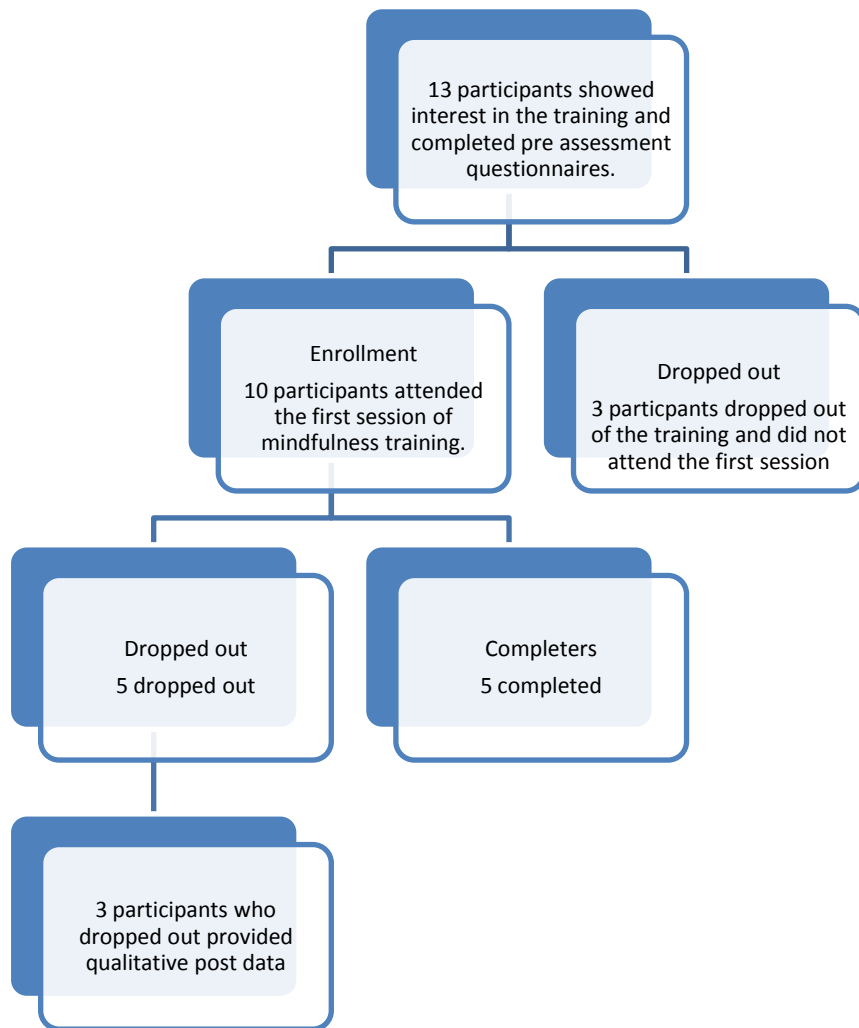 13 participants showed
interest in the training and
completed pre assessment
questionnaires.
Enrollment
10 participants attended
the first session of
mindfulness training.
Dropped out
3 particpants dropped out
of the training and did not
attend the first session
Dropped out
5 dropped out
Completers
5 completed
3 participants who
dropped out provided
qualitative post data